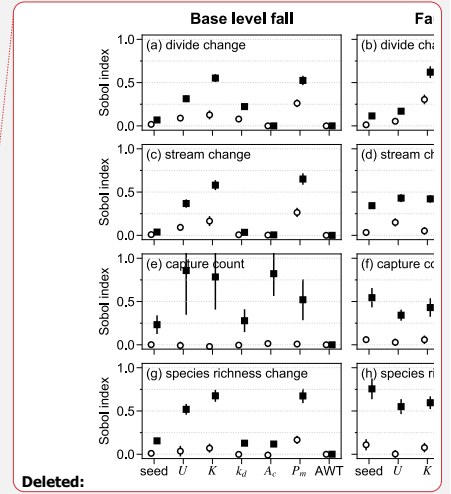 Base level fall Fa
1.0 (a) divide change (b) divide cha
Sobol index
0.5
0.0
1.0 (c) stream change (d) stream ch
Sobol index
0.5
0.0
1.0 (e) capture count (f) capture co
Sobol index
0.5
0.0
1.0 (g) species richness change (h) species ri
Sobol index
0.5
0.0
seed U K k_d A_c P_m AWT seed U K
Deleted: